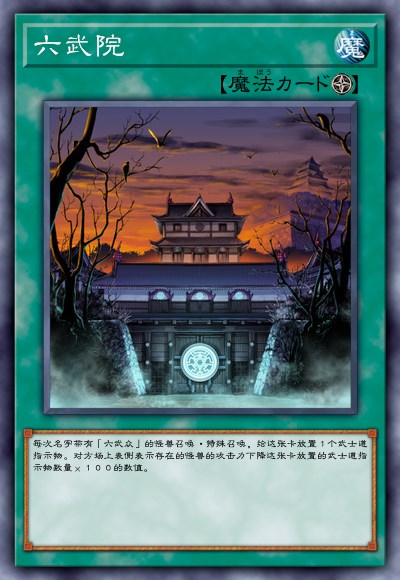 六武院
魔
【魔法カード】
まほう
每次名字带有「六武众」的怪兽召唤·特殊召唤，给这张卡放置1个武士道
指示物。对方场上表侧表示存在的怪兽的攻击力下降这张卡放置的武士道指
示物数量×100的数值。